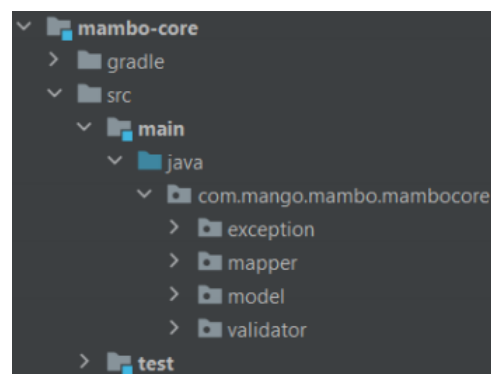 mambo-core
gradle
src
main
java
com.mango.mambo.mambocore
exception
mapper
model
validator
test